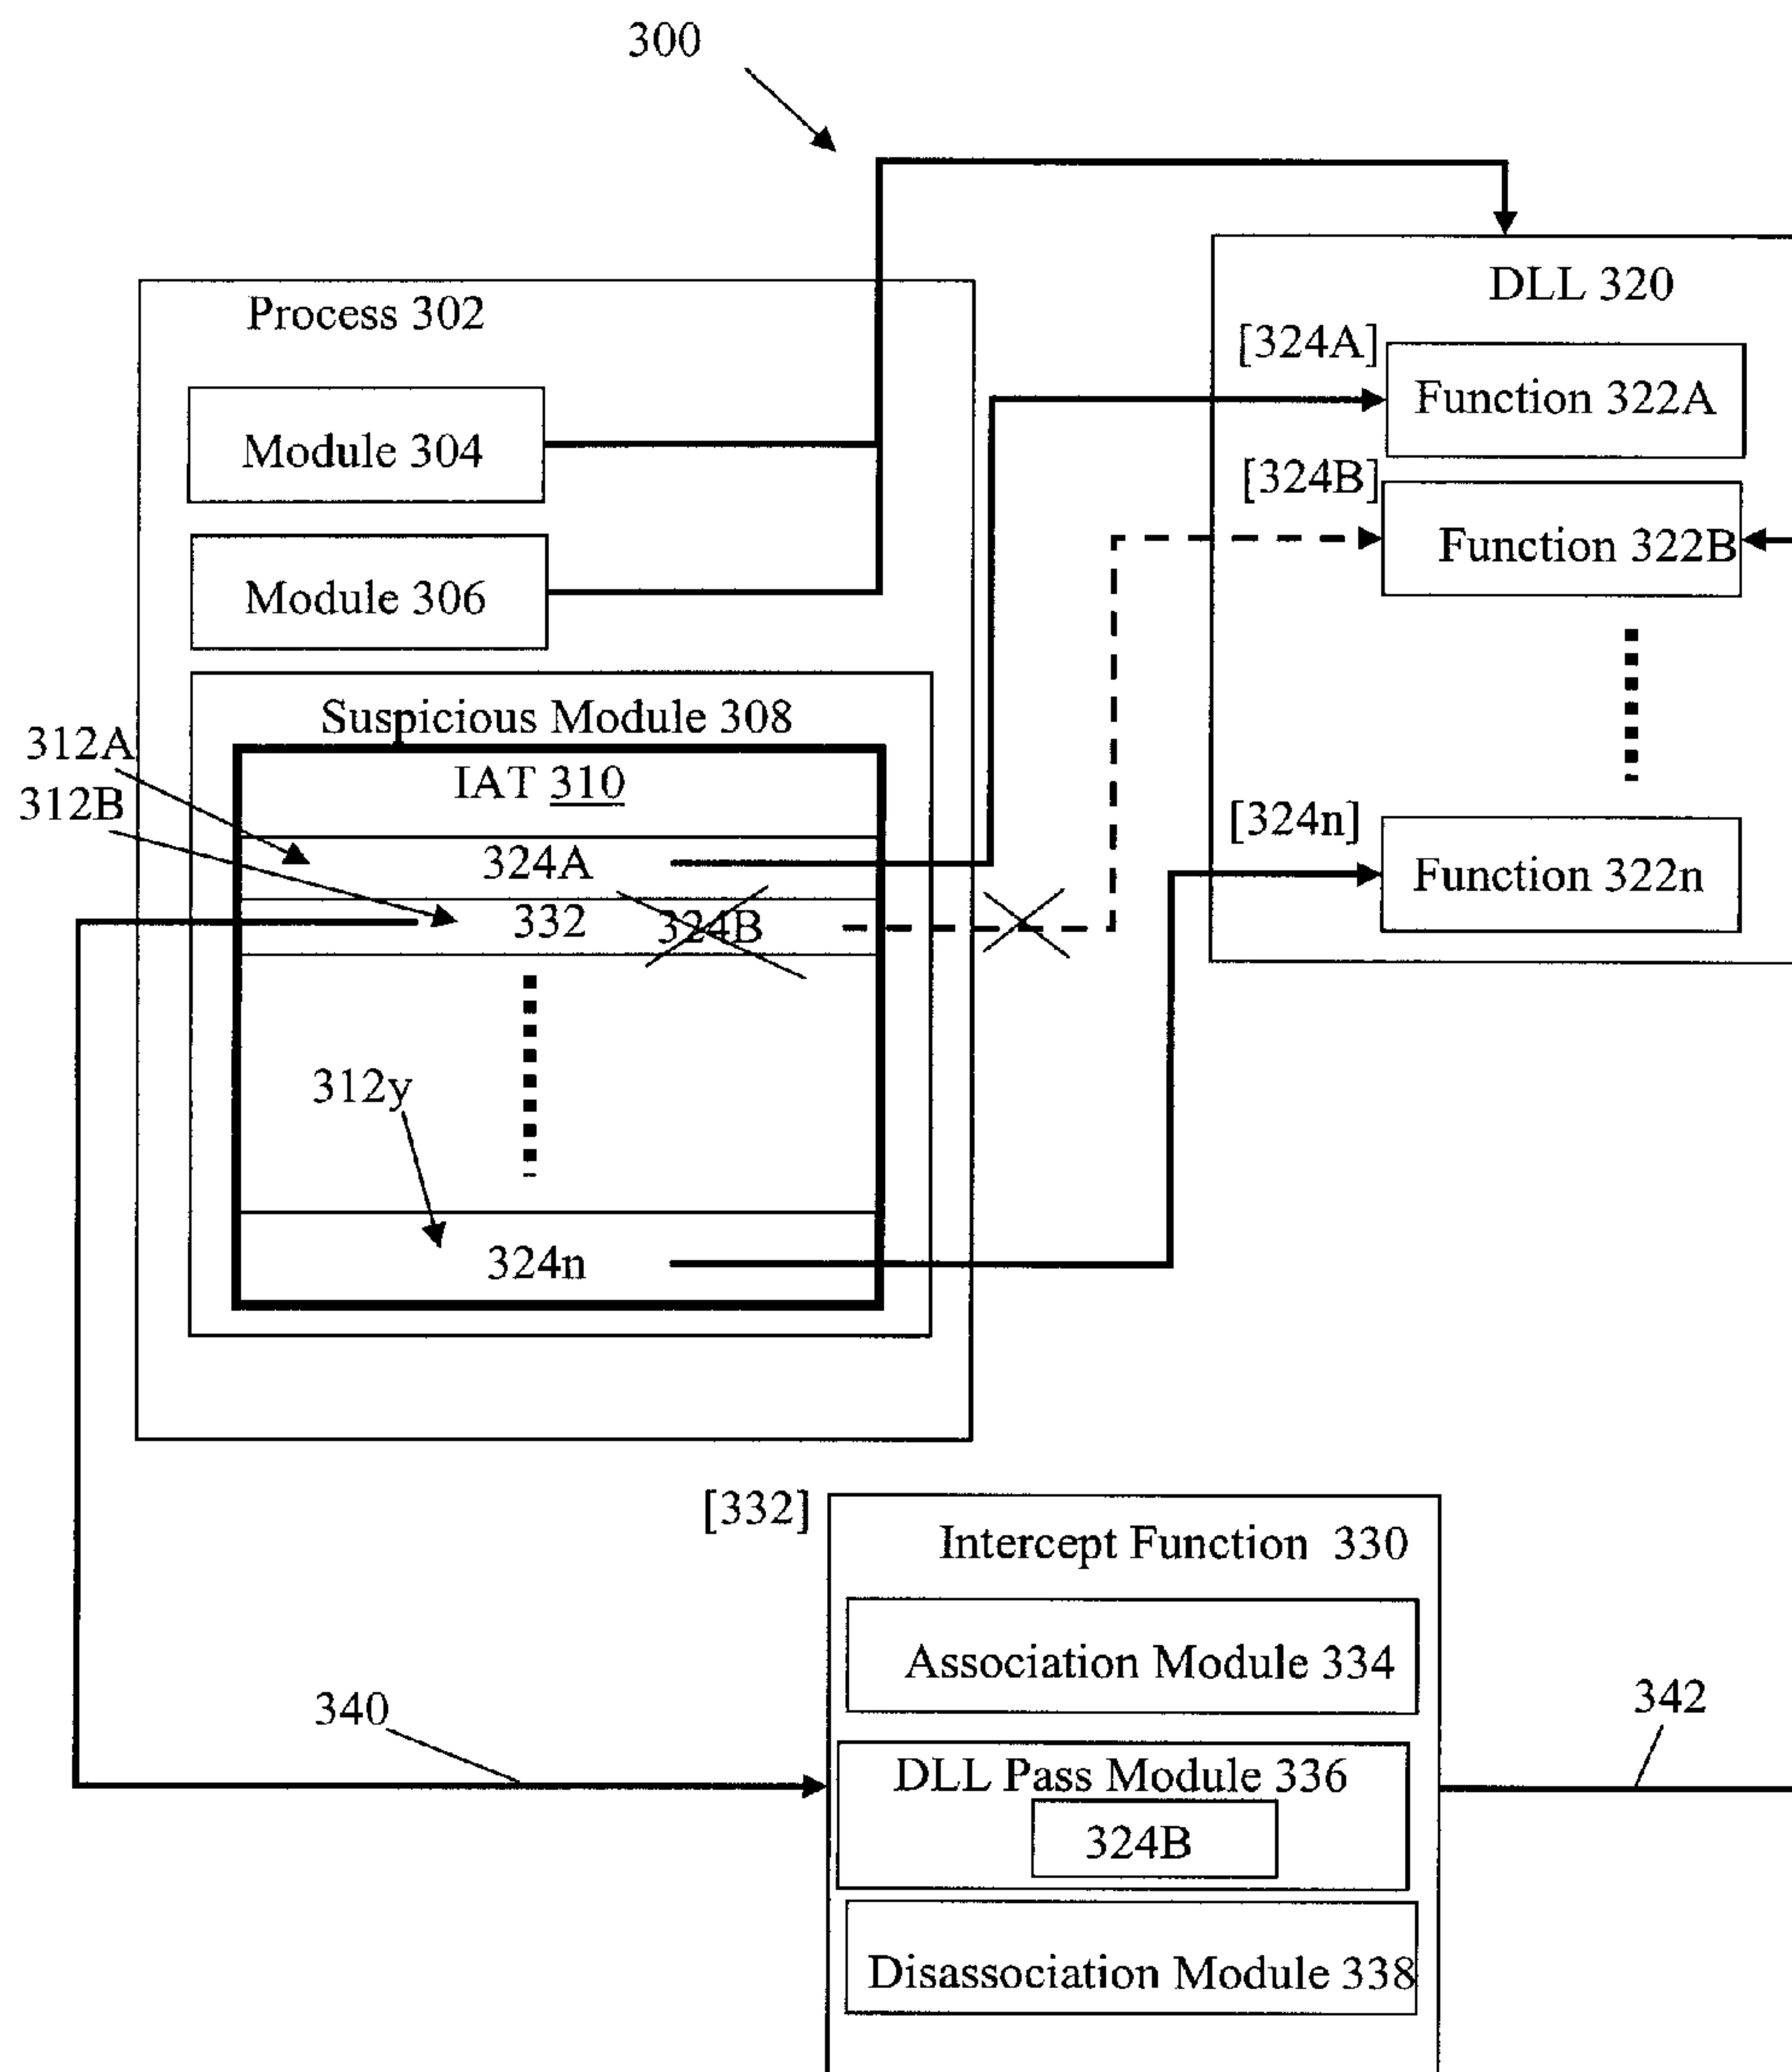 300
DLL 320
Process 302
[324A]
Function 322A
Module 304
[324B]
Function 322B
Module 306
Suspicious Module 308
312A
IAT 310
312B
[324n]
324A
Function 322n
332 324B
312y
324n
[332]
Intercept Function 330
Association Module 334
340
342
DLL Pass Module 336
324B
Disassociation Module 338